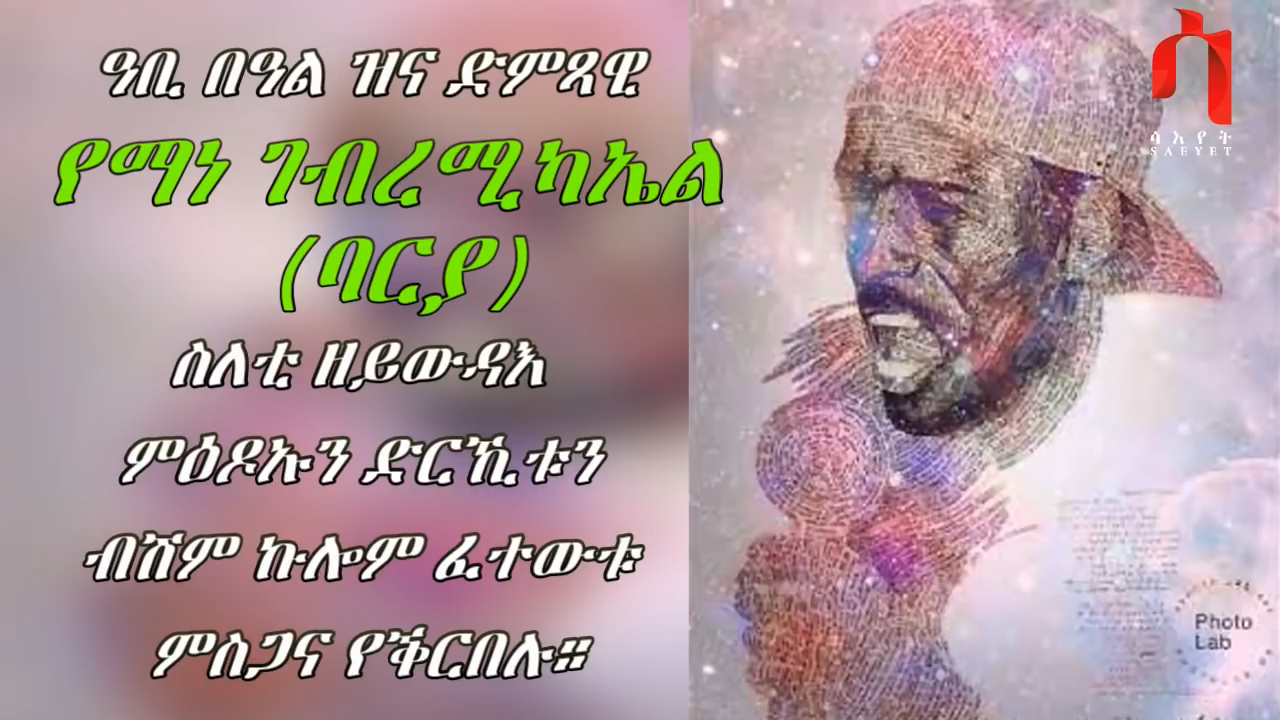 ዓቢ በዓል ዝና ድምጻዊ
የማነ ገብረሚካኤል
(ባርያ)
ስለቲ ዘይውዳእ
ምዕዶኡን ድርኺቱን
ብሽም ኩሎም ፈተውቱ
ምስጋና የቕርበሉ።
ሳእየት
SAEYET
Photo
Lab